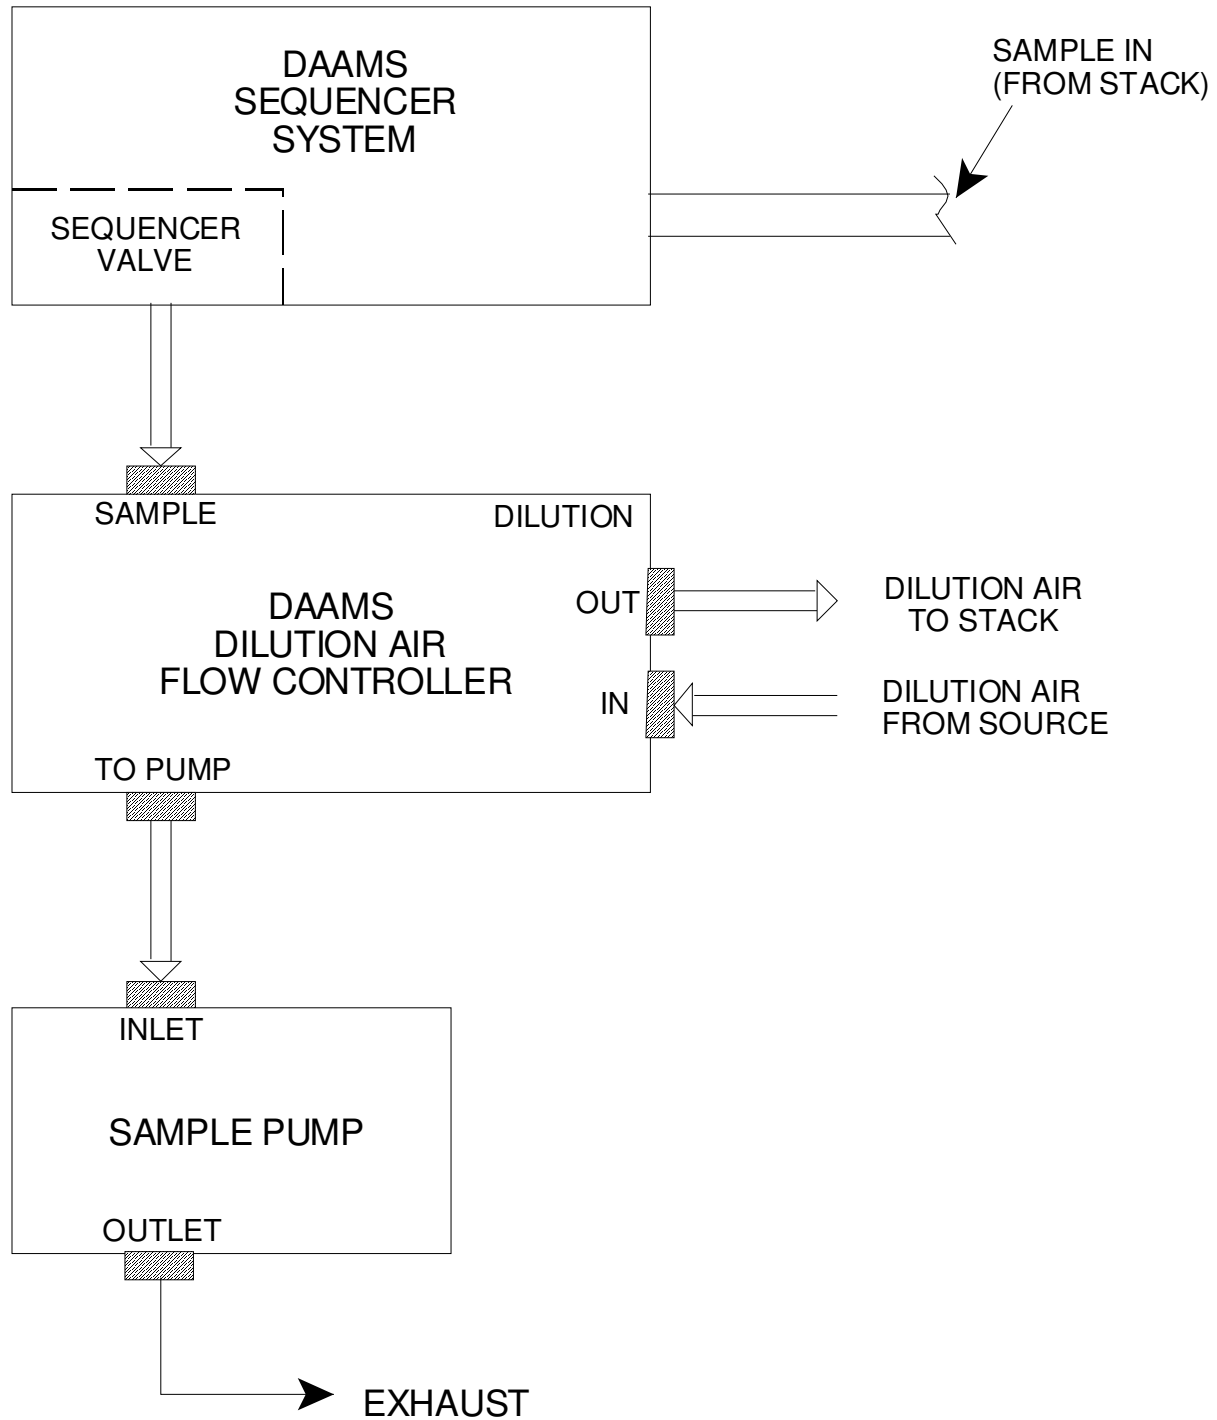 DAAMS
SEQUENCER
SYSTEM
SAMPLE IN
(FROM STACK)
SEQUENCER
VALVE
SAMPLE
DILUTION
DAAMS
DILUTION AIR
FLOW CONTROLLER
OUT
DILUTION AIR
TO STACK
IN
DILUTION AIR
FROM SOURCE
TO PUMP
INLET
SAMPLE PUMP
OUTLET
EXHAUST